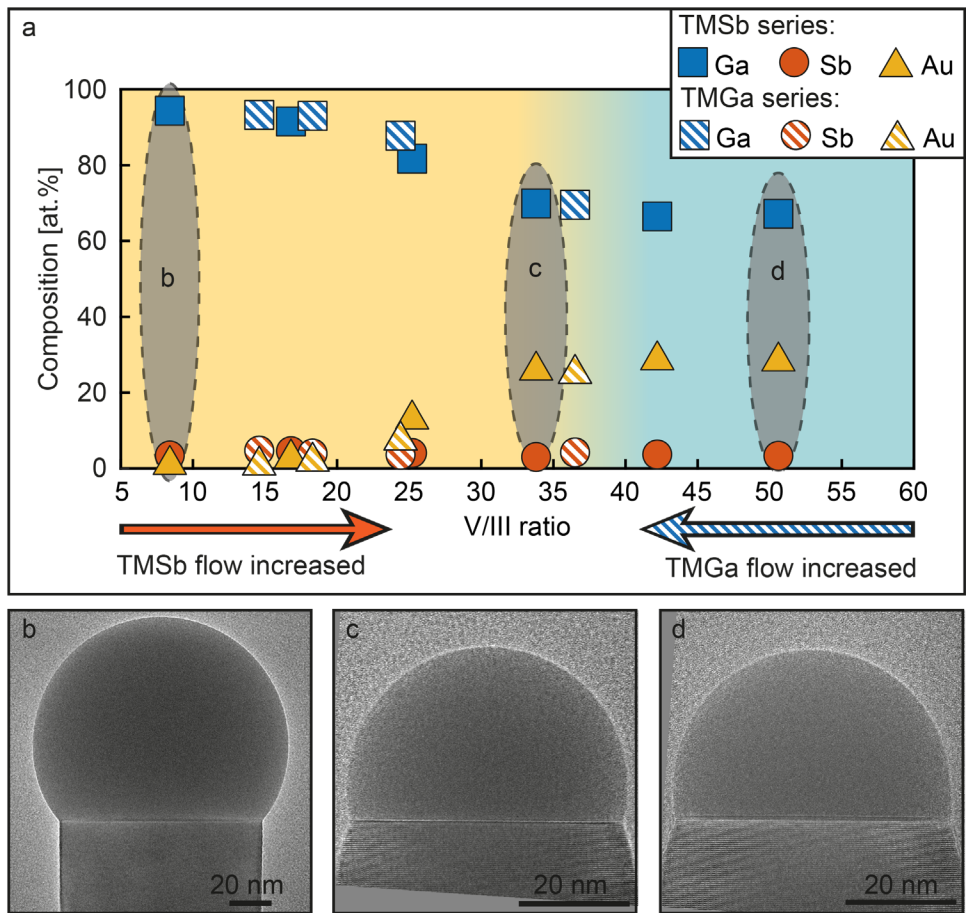 a
TMSb series:
Ga Sb Au
TMGa series:
Ga Sb Au
Composition [at.%]
100
80
60
40
20
0
b
c
d
5 10 15 20 25 30 35 40 45 50 55 60
V/III ratio
TMSb flow increased
TMGa flow increased
b
20 nm
c
20 nm
d
20 nm